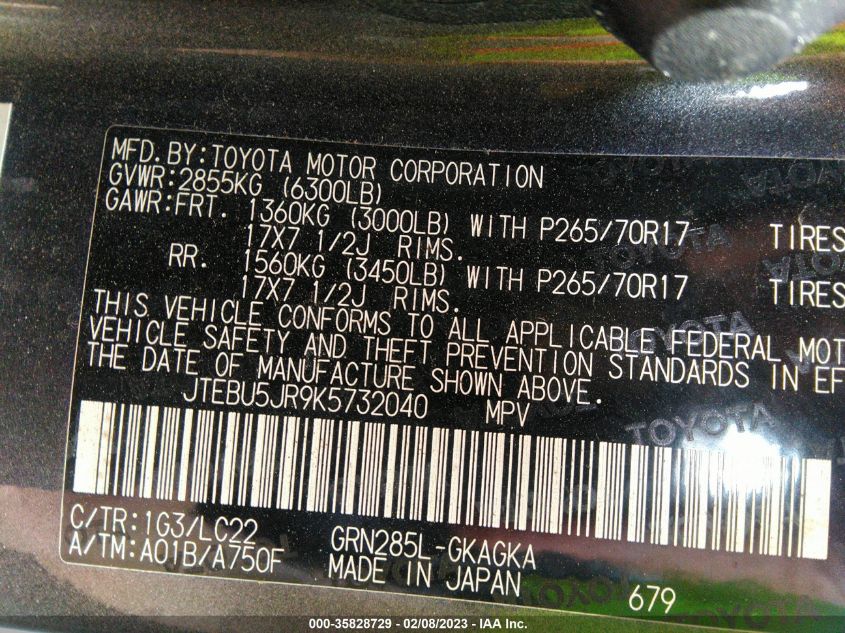 MFD. BY:TOYOTA MOTOR CORPORATION
GVWR:2855KG (6300LB)
GAWR:FRT. 1360KG (3000LB) WITH P265/70R17 TIRES
17X7 1/2J RIMS.
RR. 1560KG (3450LB) WITH P265/70R17 TIRES
17X7 1/2J RIMS.
THIS VEHICLE CONFORMS TO ALL APPLICABLE FEDERAL MOT
VEHICLE SAFETY AND THEFT PREVENTION STANDARDS IN EF
THE DATE OF MANUFACTURE SHOWN ABOVE.
JTEBU5JR9K5732040 MPV
C/TR:1G3/LC22 GRN285L-GKAGKA
A/TM:A01B/A750F MADE IN JAPAN 679
000-35828729 - 02/08/2023 - IAA Inc.